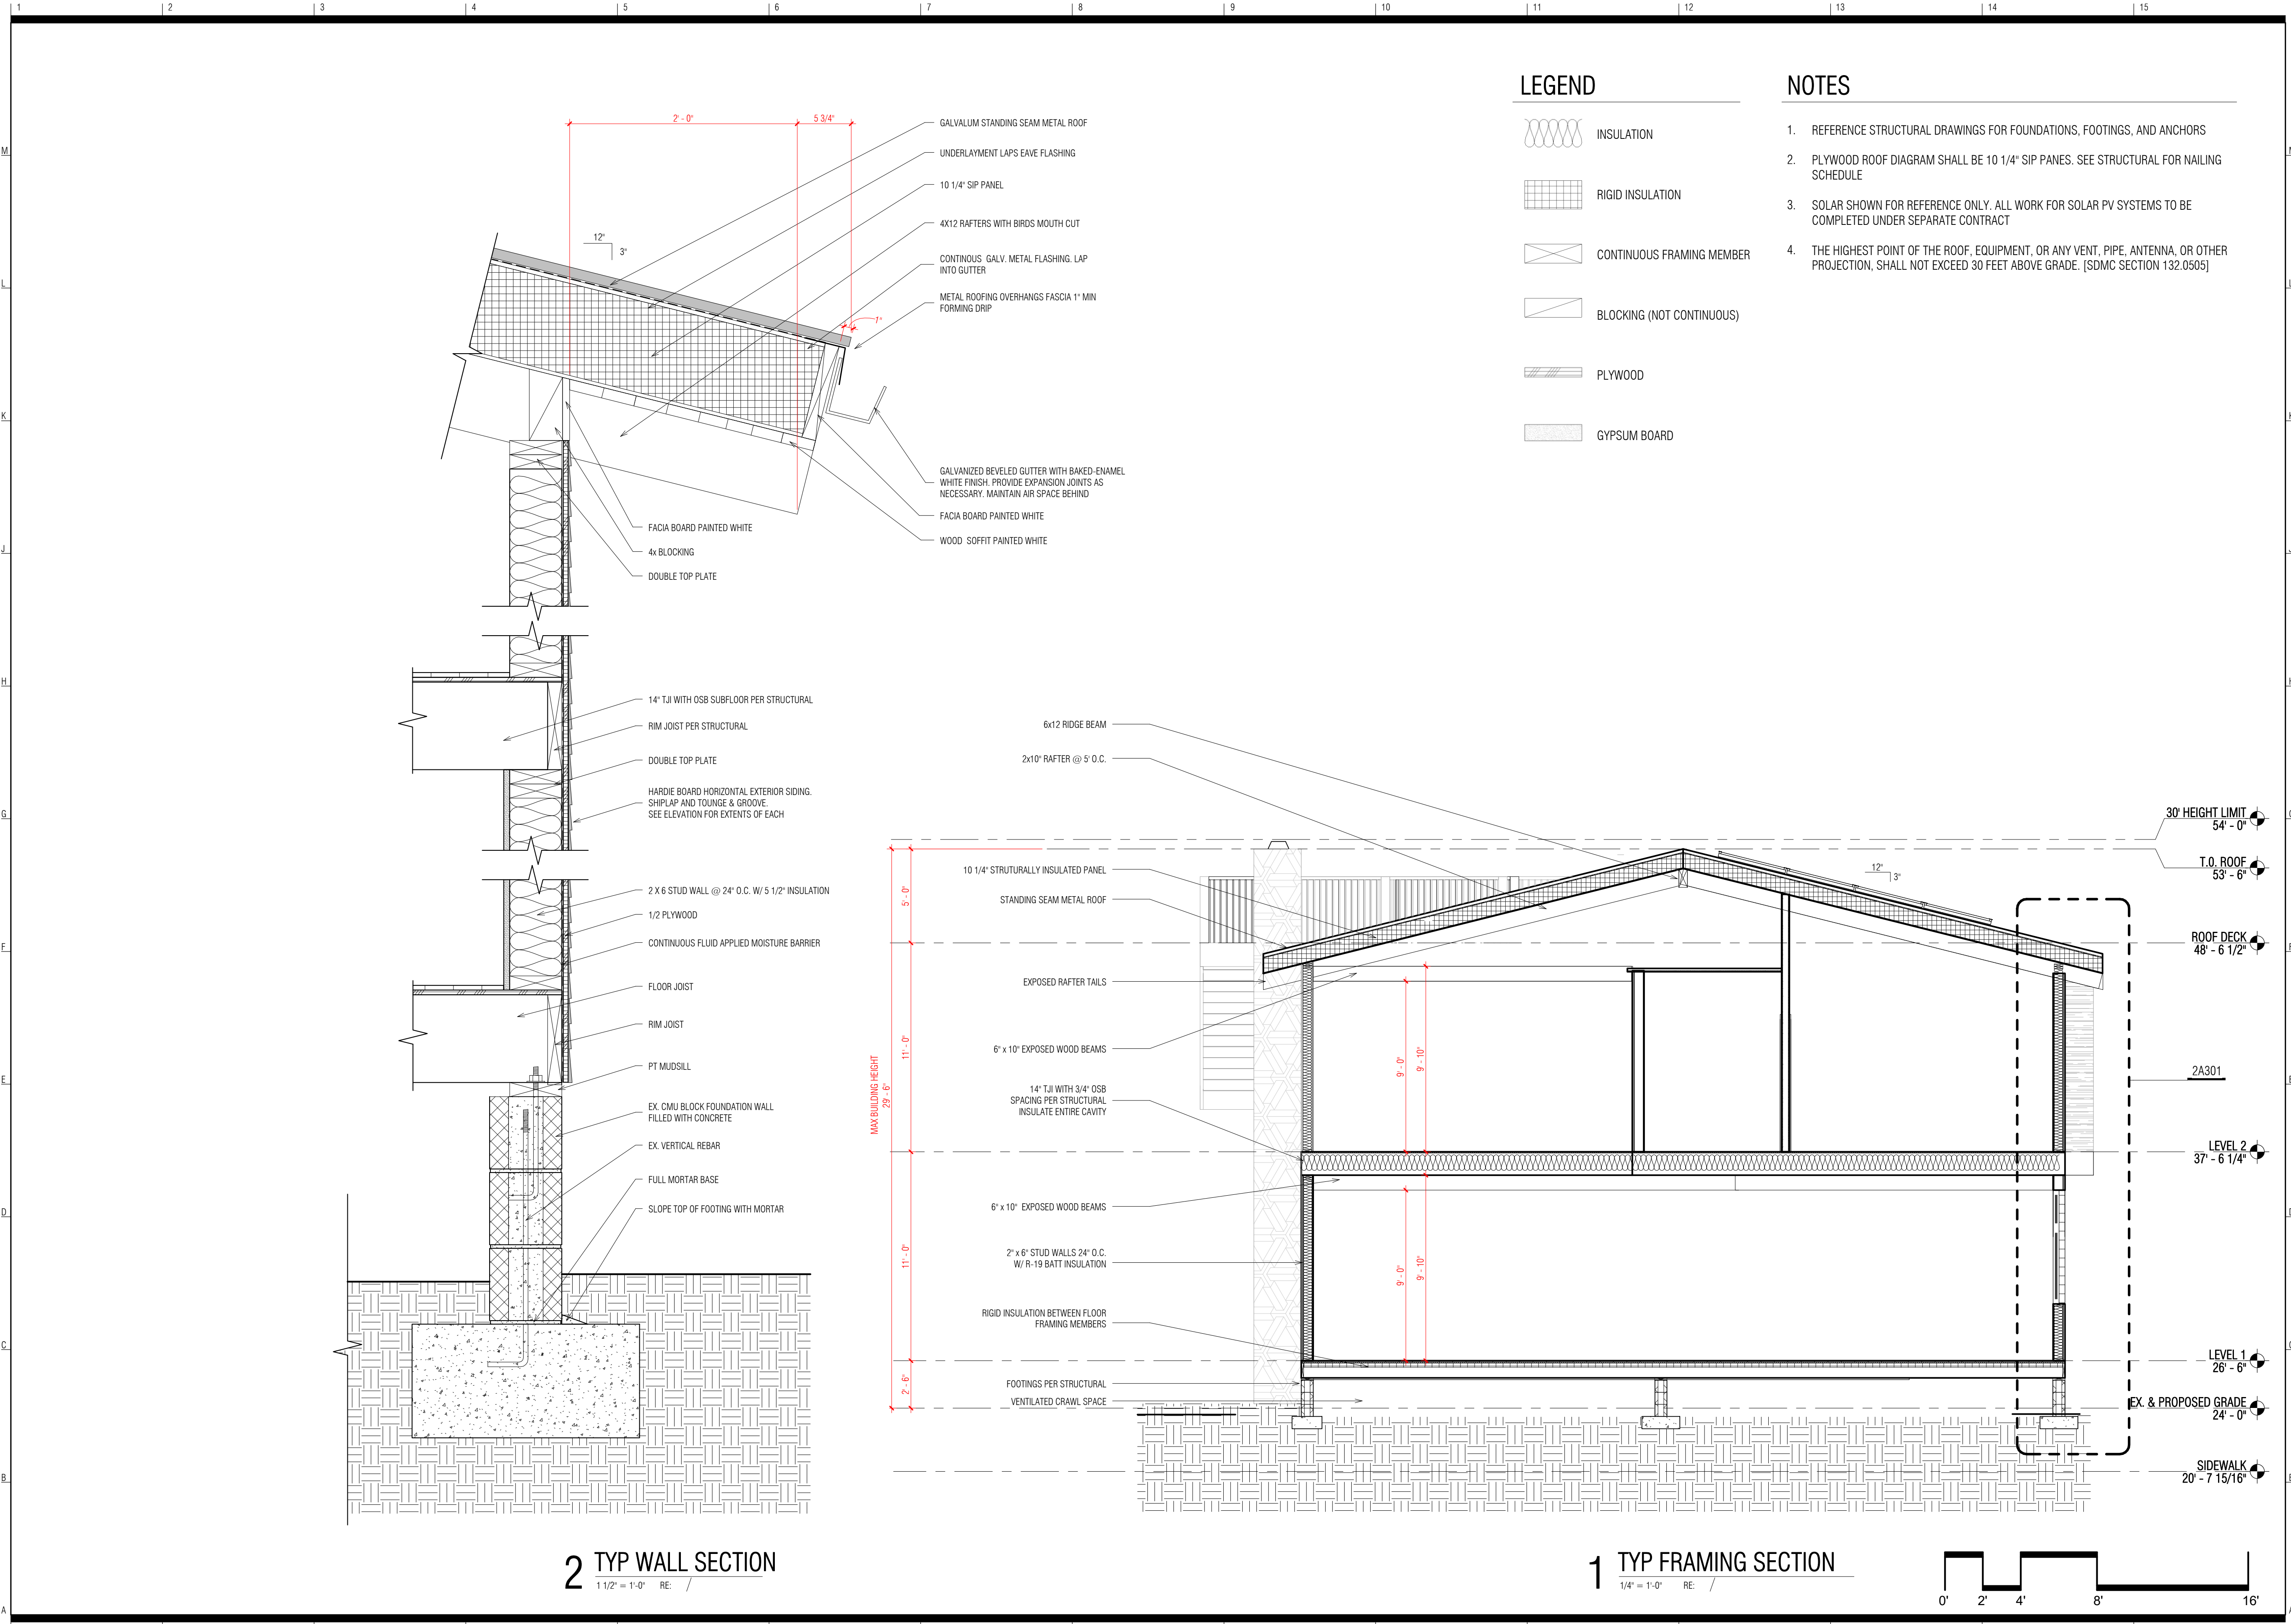 1 2 3 4 5 6 7 8 9 10 11 12 13 14 15
M
L
K
J
H
G
F
E
D
C
B
A
LEGEND
INSULATION
RIGID INSULATION
CONTINUOUS FRAMING MEMBER
BLOCKING (NOT CONTINUOUS)
PLYWOOD
GYPSUM BOARD
NOTES
1. REFERENCE STRUCTURAL DRAWINGS FOR FOUNDATIONS, FOOTINGS, AND ANCHORS
2. PLYWOOD ROOF DIAGRAM SHALL BE 10 1/4" SIP PANES. SEE STRUCTURAL FOR NAILING
SCHEDULE
3. SOLAR SHOWN FOR REFERENCE ONLY. ALL WORK FOR SOLAR PV SYSTEMS TO BE
COMPLETED UNDER SEPARATE CONTRACT
4. THE HIGHEST POINT OF THE ROOF, EQUIPMENT, OR ANY VENT, PIPE, ANTENNA, OR OTHER
PROJECTION, SHALL NOT EXCEED 30 FEET ABOVE GRADE. [SDMC SECTION 132.0505]
2' - 0"
5 3/4"
12"
3"
1"
GALVALUM STANDING SEAM METAL ROOF
UNDERLAYMENT LAPS EAVE FLASHING
10 1/4" SIP PANEL
4X12 RAFTERS WITH BIRDS MOUTH CUT
CONTINOUS GALV. METAL FLASHING. LAP
INTO GUTTER
METAL ROOFING OVERHANGS FASCIA 1" MIN
FORMING DRIP
GALVANIZED BEVELED GUTTER WITH BAKED-ENAMEL
WHITE FINISH. PROVIDE EXPANSION JOINTS AS
NECESSARY. MAINTAIN AIR SPACE BEHIND
FACIA BOARD PAINTED WHITE
WOOD SOFFIT PAINTED WHITE
FACIA BOARD PAINTED WHITE
4x BLOCKING
DOUBLE TOP PLATE
14" TJI WITH OSB SUBFLOOR PER STRUCTURAL
RIM JOIST PER STRUCTURAL
DOUBLE TOP PLATE
HARDIE BOARD HORIZONTAL EXTERIOR SIDING.
SHIPLAP AND TOUNGE & GROOVE.
SEE ELEVATION FOR EXTENTS OF EACH
2 X 6 STUD WALL @ 24" O.C. W/ 5 1/2" INSULATION
1/2 PLYWOOD
CONTINUOUS FLUID APPLIED MOISTURE BARRIER
FLOOR JOIST
RIM JOIST
PT MUDSILL
EX. CMU BLOCK FOUNDATION WALL
FILLED WITH CONCRETE
EX. VERTICAL REBAR
FULL MORTAR BASE
SLOPE TOP OF FOOTING WITH MORTAR
2 TYP WALL SECTION
1 1/2" = 1'-0" RE: /
6x12 RIDGE BEAM
2x10" RAFTER @ 5' O.C.
10 1/4" STRUTURALLY INSULATED PANEL
STANDING SEAM METAL ROOF
EXPOSED RAFTER TAILS
6" x 10" EXPOSED WOOD BEAMS
14" TJI WITH 3/4" OSB
SPACING PER STRUCTURAL
INSULATE ENTIRE CAVITY
6" x 10" EXPOSED WOOD BEAMS
2" x 6" STUD WALLS 24" O.C.
W/ R-19 BATT INSULATION
RIGID INSULATION BETWEEN FLOOR
FRAMING MEMBERS
FOOTINGS PER STRUCTURAL
VENTILATED CRAWL SPACE
MAX BUILDING HEIGHT
29' - 6"
5' - 0"
11' - 0"
11' - 0"
2' - 6"
9' - 0"
9' - 10"
9' - 0"
9' - 10"
12"
3"
30' HEIGHT LIMIT
54' - 0"
T.O. ROOF
53' - 6"
ROOF DECK
48' - 6 1/2"
2A301
LEVEL 2
37' - 6 1/4"
LEVEL 1
26' - 6"
EX. & PROPOSED GRADE
24' - 0"
SIDEWALK
20' - 7 15/16"
1 TYP FRAMING SECTION
1/4" = 1'-0" RE: /
0' 2' 4' 8' 16'